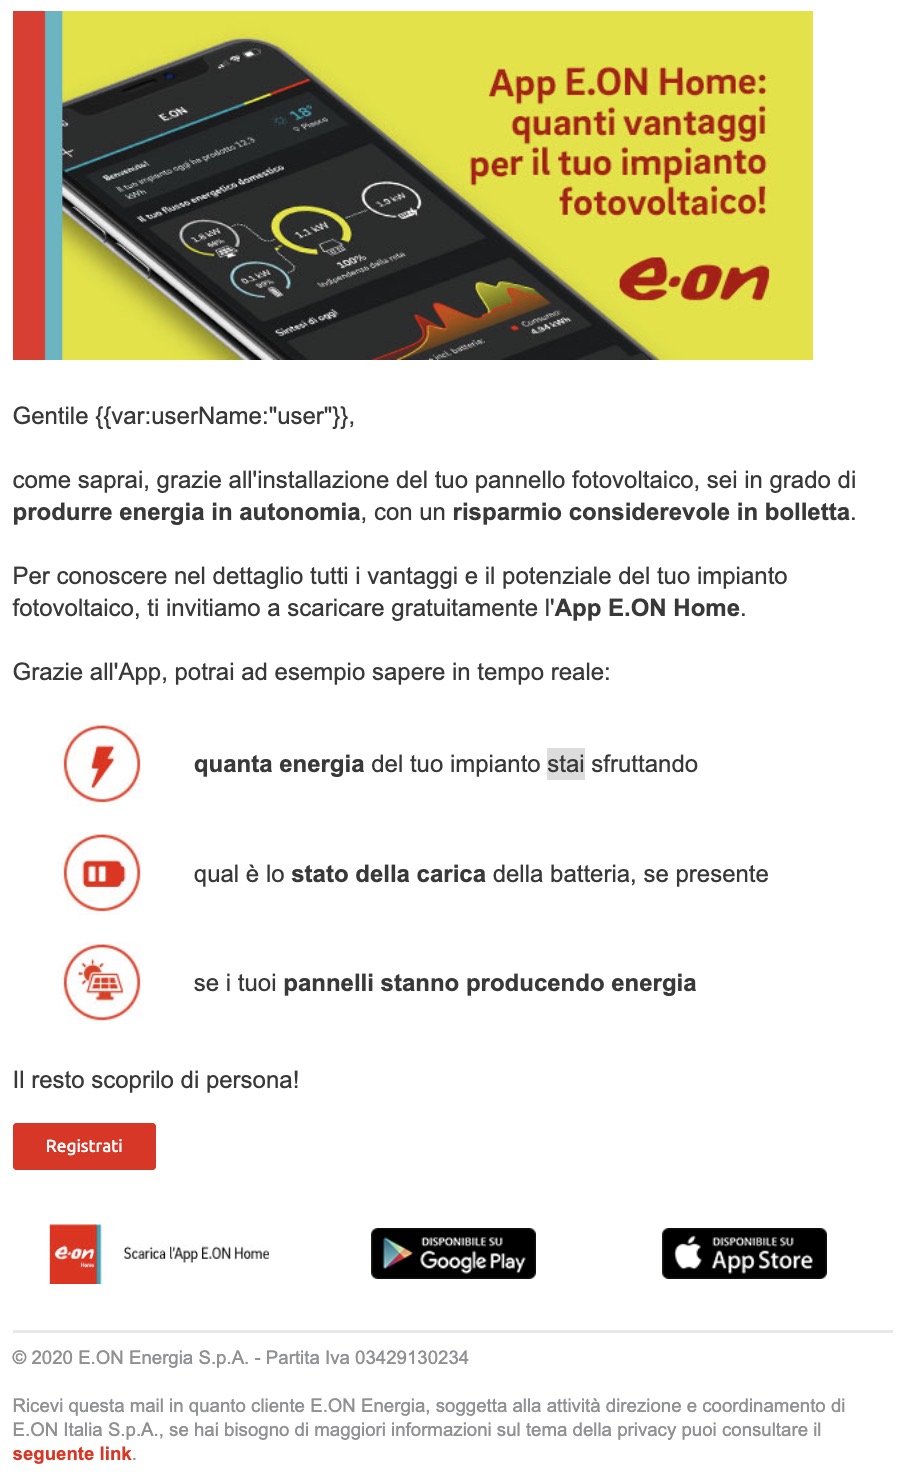 App E.ON Home:
quanti vantaggi
per il tuo impianto
fotovoltaico!
e·on
E.ON
18°
Benvenuto!
Il tuo impianto oggi ha prodotto 12.3
kWh
Il tuo flusso energetico domestico
1.8 kW
66%
1.1 kW
1.9 kW
0.1 kW
99%
100%
Indipendenza dalla rete
Sintesi di oggi
incl. batteria:
Consumo:
4.94 kWh
Gentile {{var:userName:"user"}},
come saprai, grazie all'installazione del tuo pannello fotovoltaico, sei in grado di
produrre energia in autonomia, con un risparmio considerevole in bolletta.
Per conoscere nel dettaglio tutti i vantaggi e il potenziale del tuo impianto
fotovoltaico, ti invitiamo a scaricare gratuitamente l'App E.ON Home.
Grazie all'App, potrai ad esempio sapere in tempo reale:
quanta energia del tuo impianto stai sfruttando
qual è lo stato della carica della batteria, se presente
se i tuoi pannelli stanno producendo energia
Il resto scoprilo di persona!
Registrati
e·on
Home
Scarica l'App E.ON Home
DISPONIBILE SU
Google Play
DISPONIBILE SU
App Store
© 2020 E.ON Energia S.p.A. - Partita Iva 03429130234
Ricevi questa mail in quanto cliente E.ON Energia, soggetta alla attività direzione e coordinamento di
E.ON Italia S.p.A., se hai bisogno di maggiori informazioni sul tema della privacy puoi consultare il
seguente link.